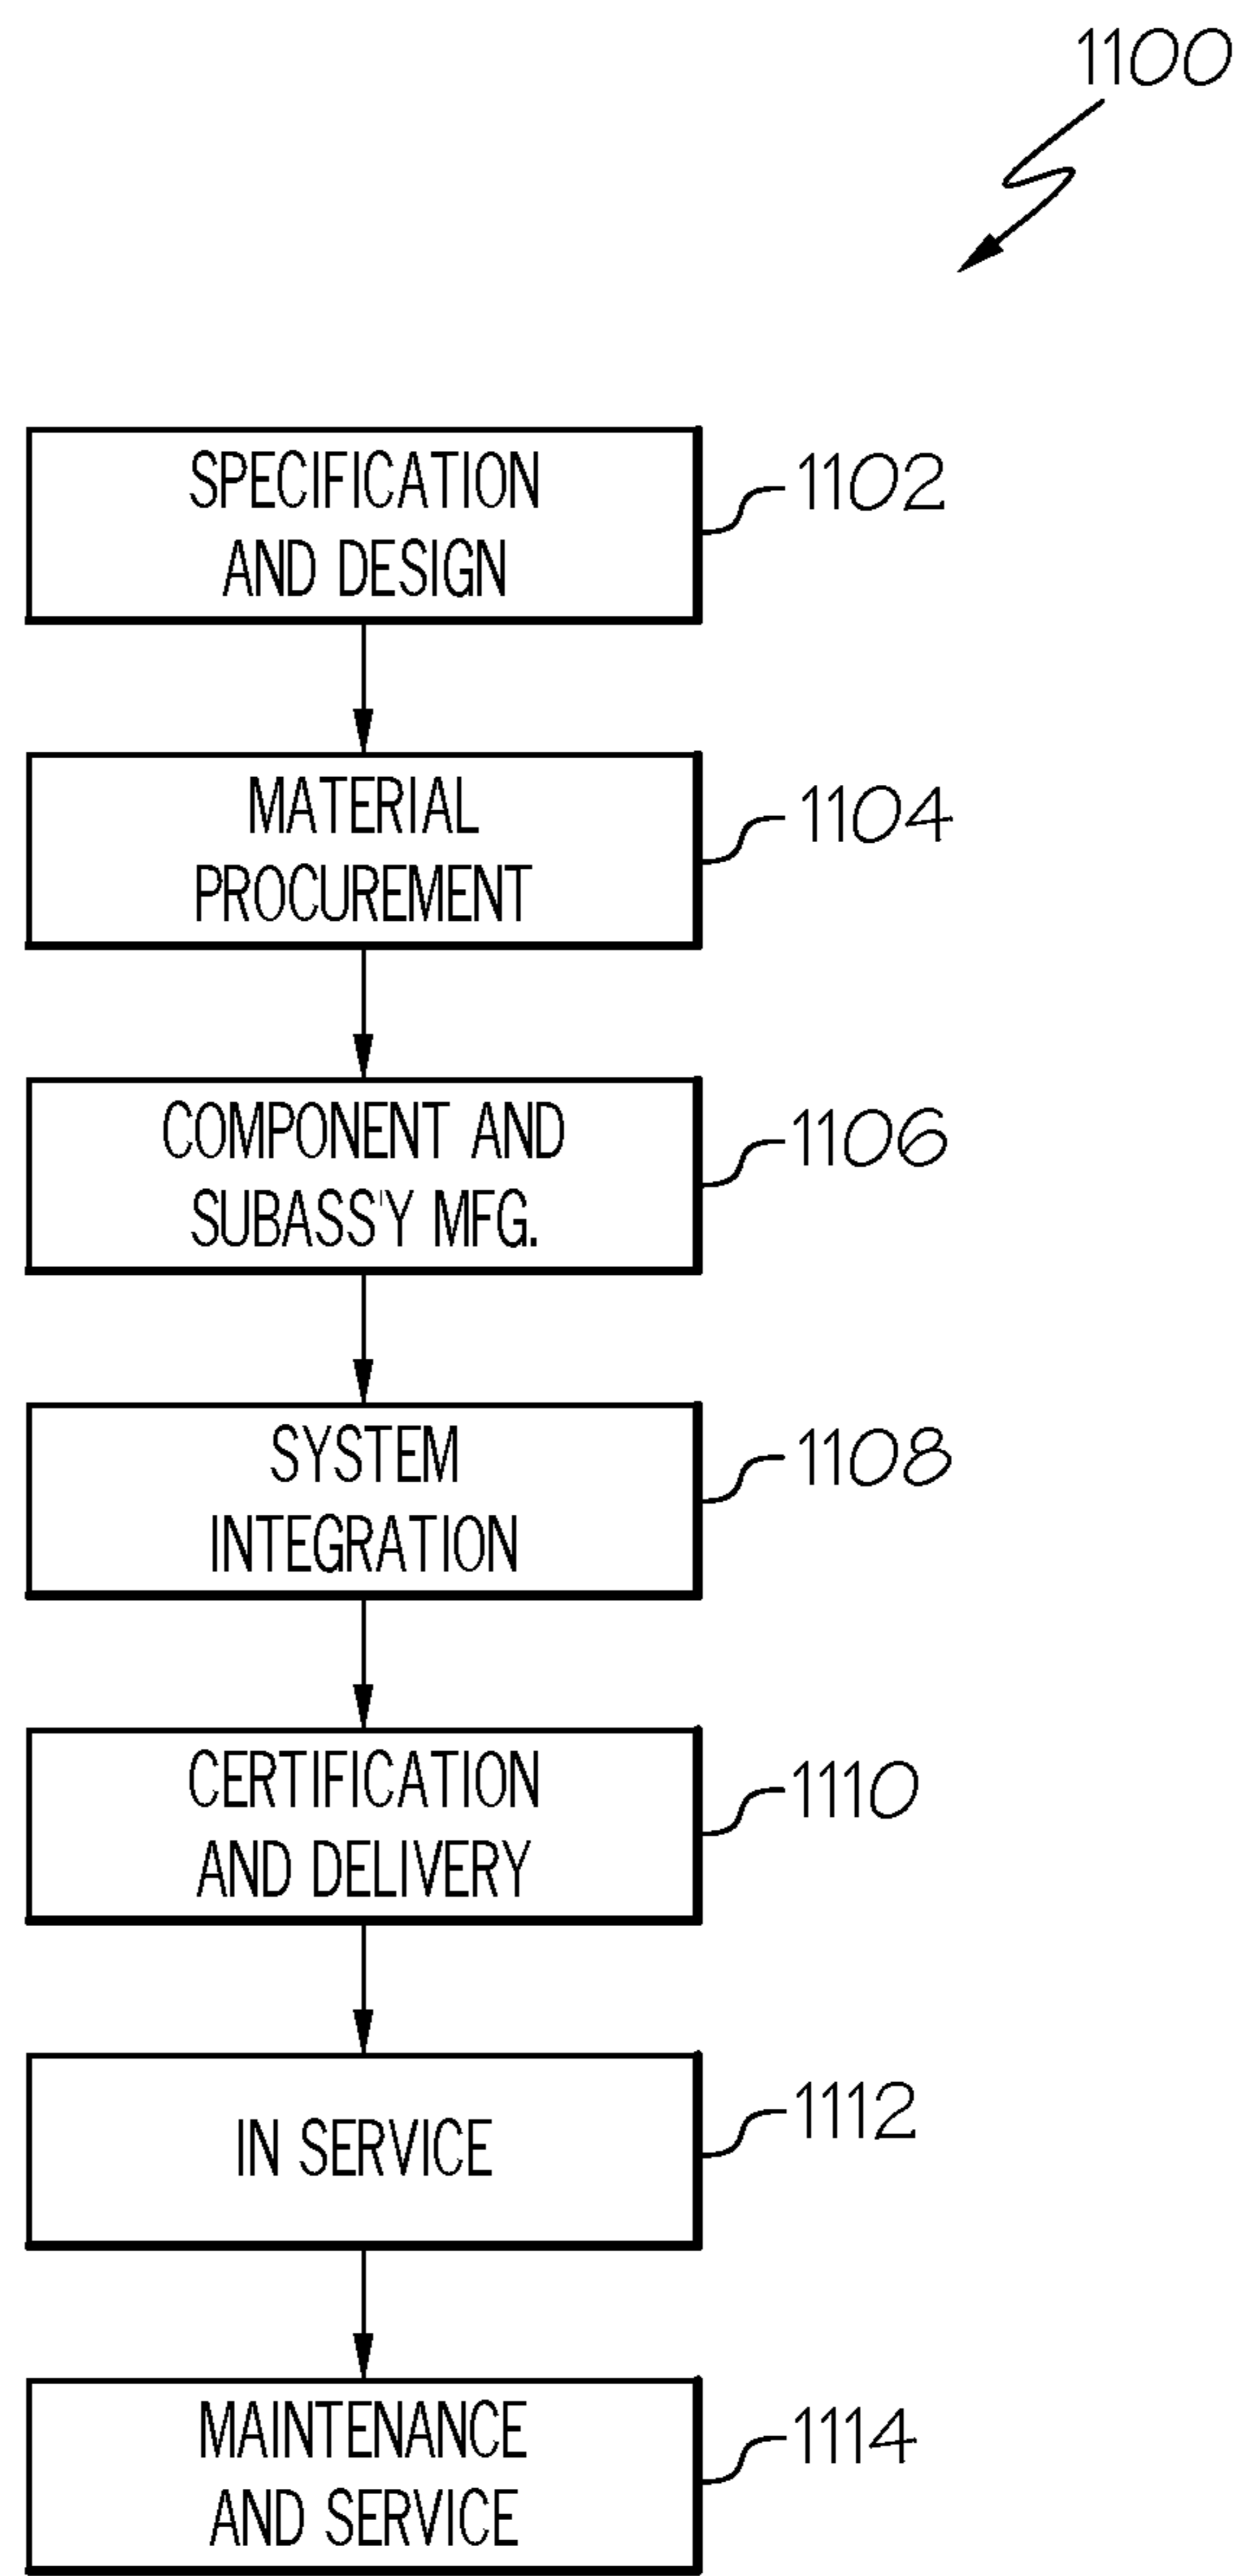 1100
SPECIFICATION
AND DESIGN
1102
MATERIAL
PROCUREMENT
1104
COMPONENT AND
SUBASS'Y MFG.
1106
SYSTEM
INTEGRATION
1108
CERTIFICATION
AND DELIVERY
1110
IN SERVICE
1112
MAINTENANCE
AND SERVICE
1114